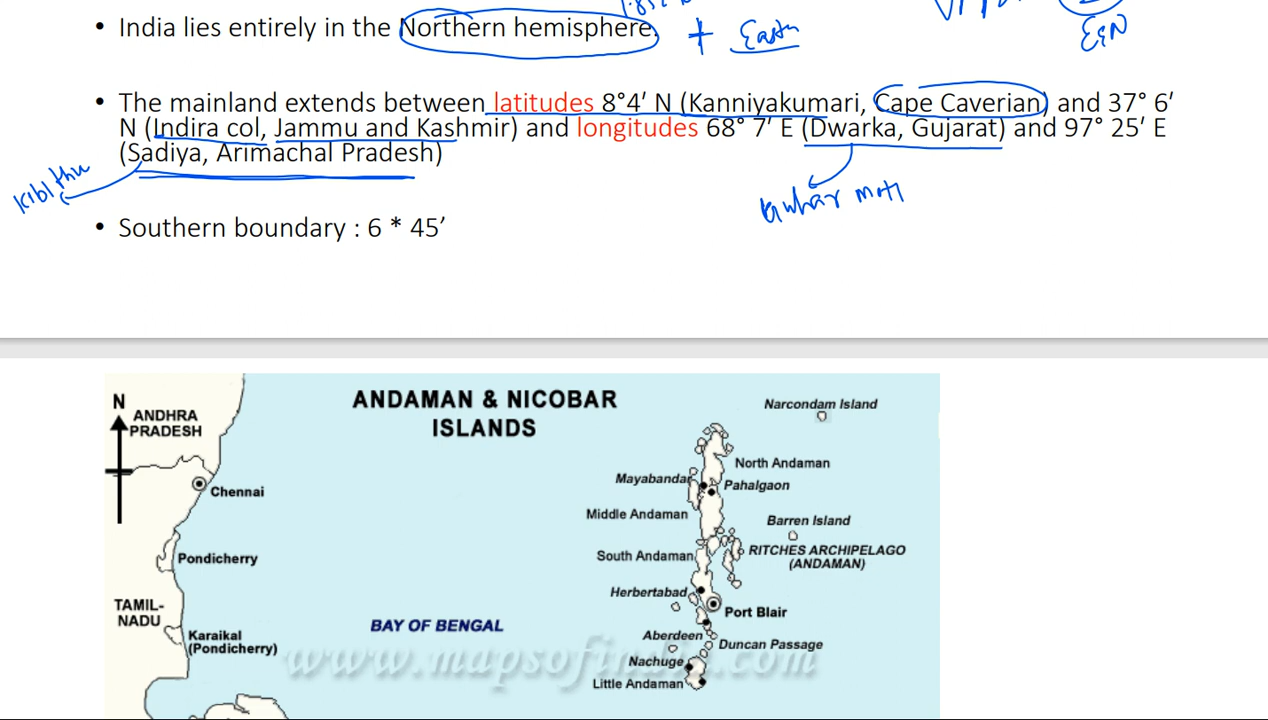 • India lies entirely in the Northern hemisphere. + East
E&N
• The mainland extends between latitudes 8°4’ N (Kanniyakumari, Cape Caverian) and 37° 6’
N (Indira col, Jammu and Kashmir) and longitudes 68° 7’ E (Dwarka, Gujarat) and 97° 25’ E
(Sadiya, Arimachal Pradesh)
Kibithu
• Southern boundary : 6 * 45’
N
ANDHRA
PRADESH
ANDAMAN & NICOBAR
ISLANDS
Narcondam Island
North Andaman
Mayabandar
Pahalgaon
Chennai
Middle Andaman
Barren Island
South Andaman
RITCHES ARCHIPELAGO
(ANDAMAN)
Pondicherry
Herbertabad
Port Blair
TAMIL-
NADU
BAY OF BENGAL
Karaikal
(Pondicherry)
Aberdeen
Duncan Passage
www.mapsofindia.com
Nachuge
Little Andaman